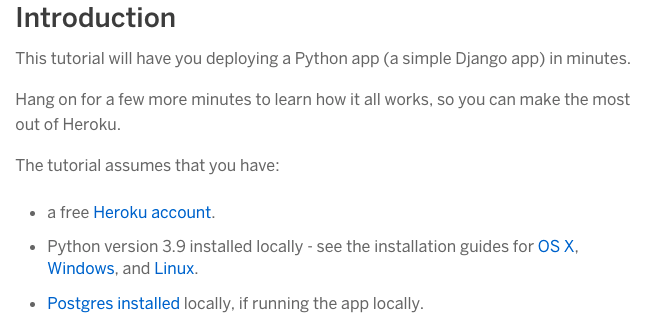 Introduction
This tutorial will have you deploying a Python app (a simple Django app) in minutes.
Hang on for a few more minutes to learn how it all works, so you can make the most
out of Heroku.
The tutorial assumes that you have:
• a free Heroku account.
• Python version 3.9 installed locally - see the installation guides for OS X,
Windows, and Linux.
• Postgres installed locally, if running the app locally.